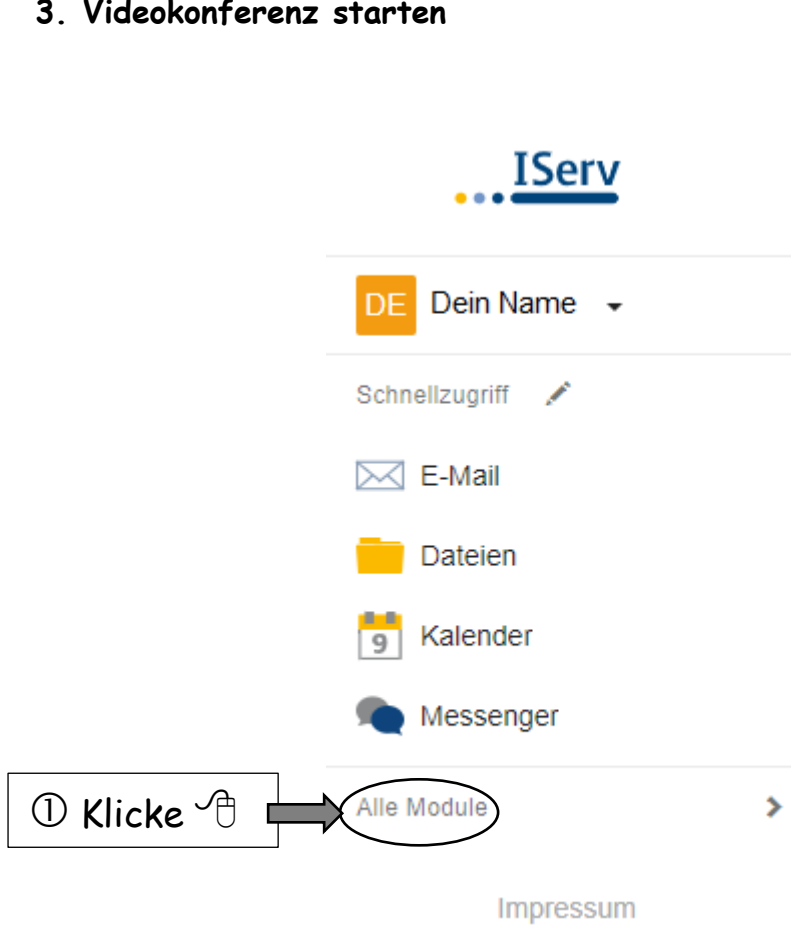 3. Videokonferenz starten
IServ
DE Dein Name
Schnellzugriff
E-Mail
Dateien
9 Kalender
Messenger
① Klicke Alle Module
Impressum